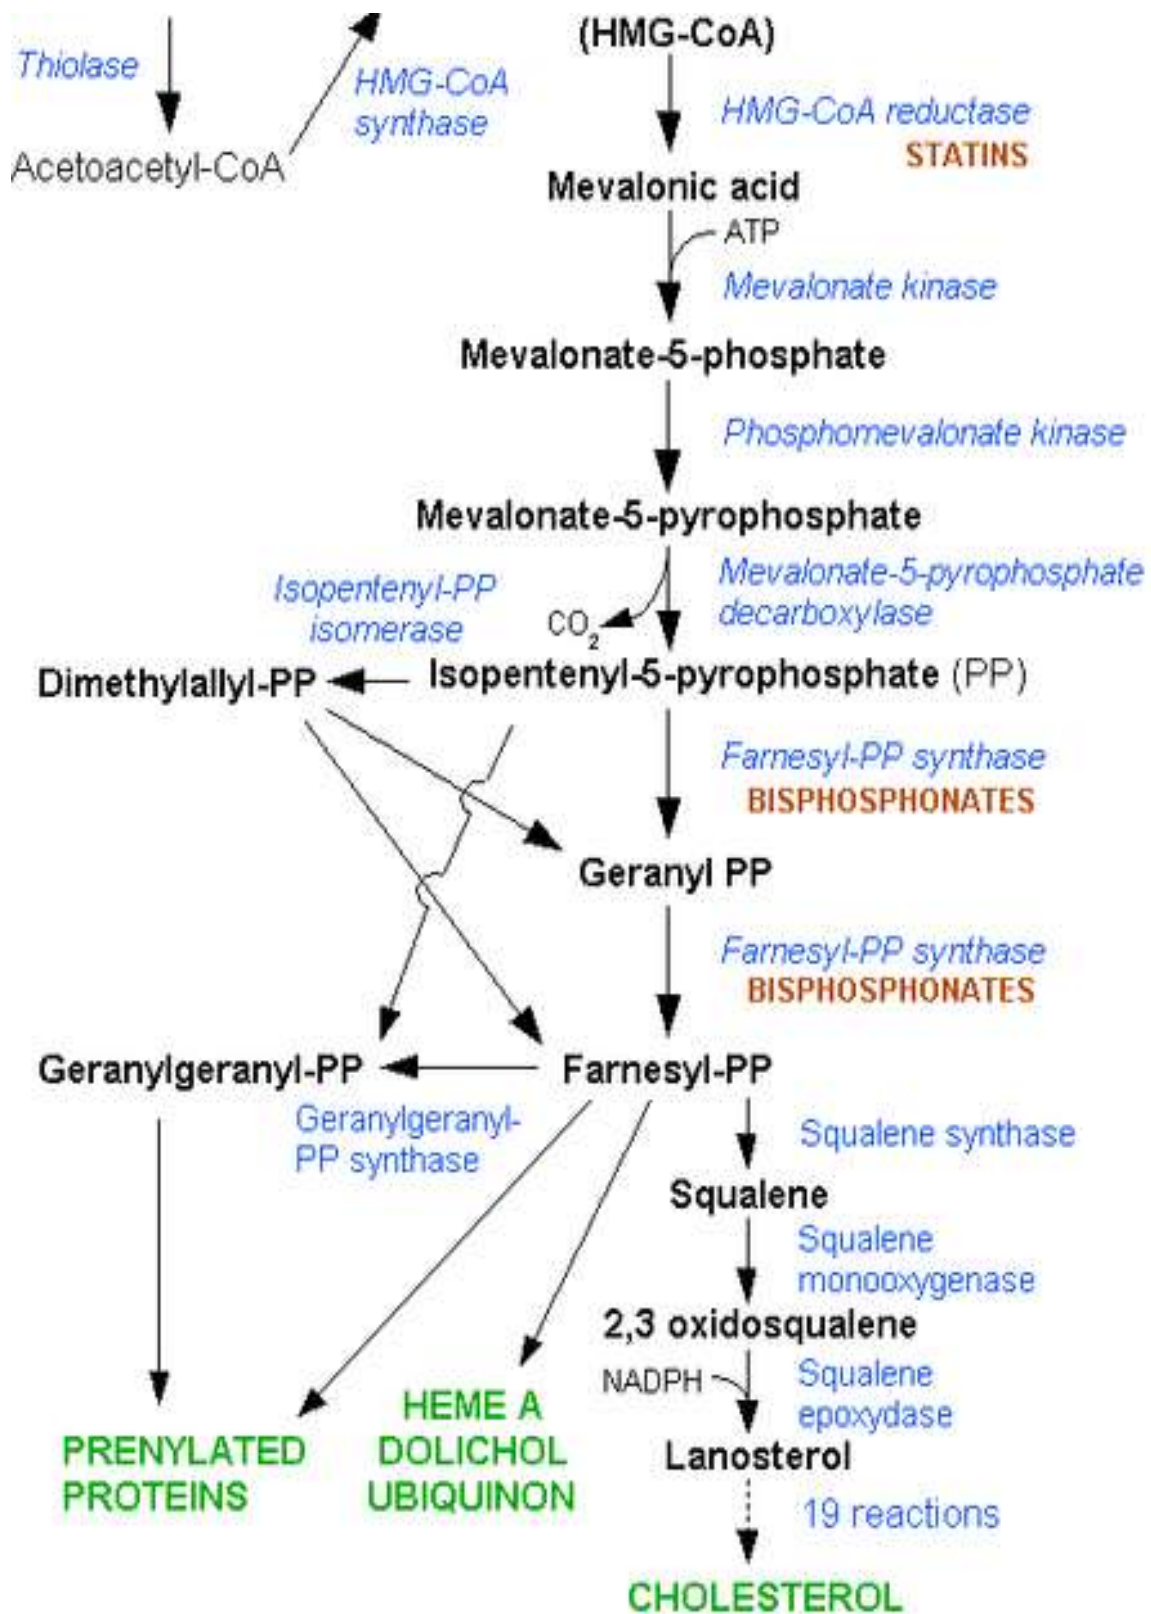 (HMG-CoA)
Thiolase
HMG-CoA
synthase
HMG-CoA reductase
STATINS
Acetoacetyl-CoA
Mevalonic acid
ATP
Mevalonate kinase
Mevalonate-5-phosphate
Phosphomevalonate kinase
Mevalonate-5-pyrophosphate
Isopentenyl-PP
isomerase
CO2
Mevalonate-5-pyrophosphate
decarboxylase
Dimethylallyl-PP
Isopentenyl-5-pyrophosphate (PP)
Farnesyl-PP synthase
BISPHOSPHONATES
Geranyl PP
Farnesyl-PP synthase
BISPHOSPHONATES
Geranylgeranyl-PP
Farnesyl-PP
Geranylgeranyl-
PP synthase
Squalene synthase
Squalene
Squalene
monooxygenase
2,3 oxidosqualene
NADPH
Squalene
epoxydase
HEME A
DOLICHOL
UBIQUINON
PRENYLATED
PROTEINS
Lanosterol
19 reactions
CHOLESTEROL